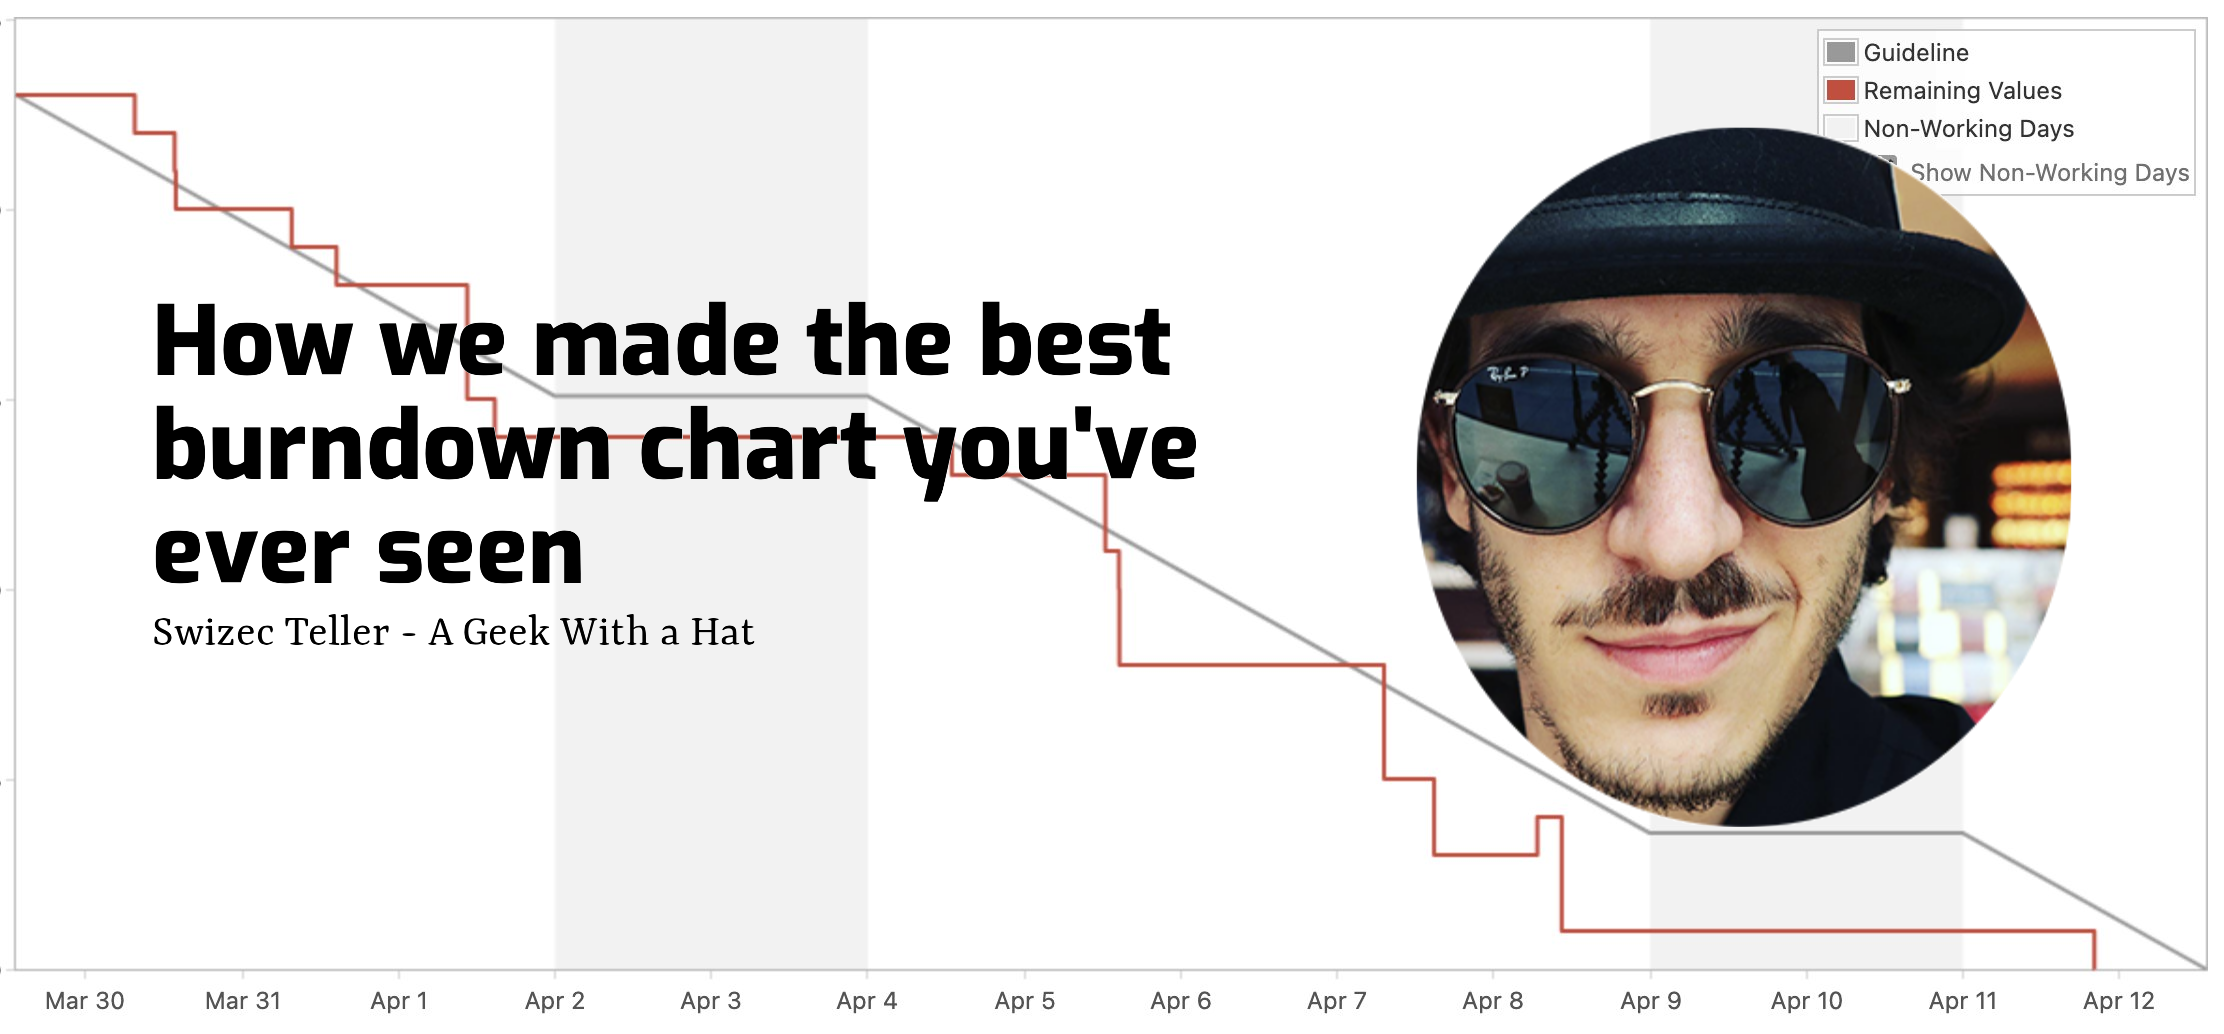 Guideline
Remaining Values
Non-Working Days
Show Non-Working Days
How we made the best
burndown chart you've
ever seen
Swizec Teller - A Geek With a Hat
Ray-Ban P
Mar 30 Mar 31 Apr 1 Apr 2 Apr 3 Apr 4 Apr 5 Apr 6 Apr 7 Apr 8 Apr 9 Apr 10 Apr 11 Apr 12